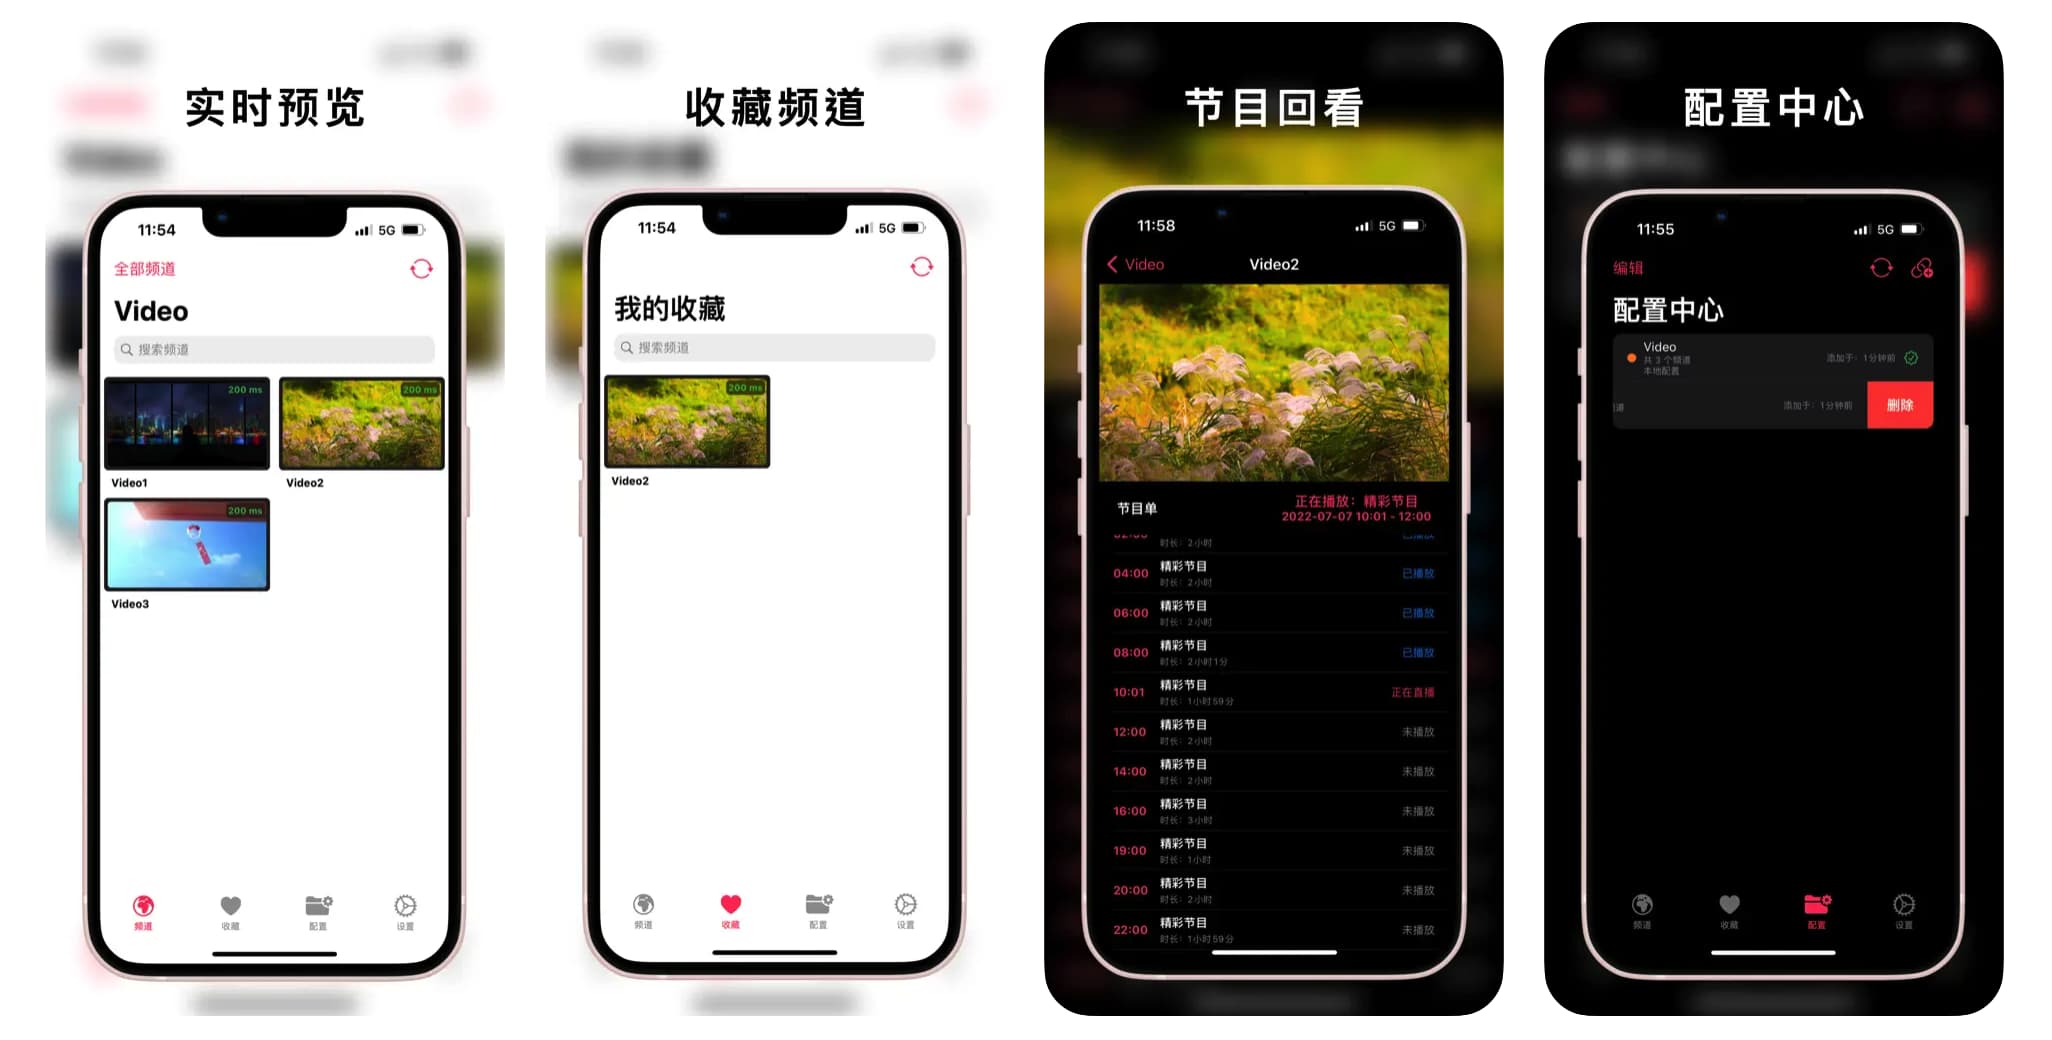 实时预览
11:54
5G
全部频道
Video
搜索频道
200 ms
200 ms
Video1
Video2
200 ms
Video3
频道
收藏
配置
设置
收藏频道
11:54
5G
我的收藏
搜索频道
200 ms
Video2
频道
收藏
配置
设置
节目回看
11:58
5G
Video
Video2
节目单
正在播放：精彩节目
2022-07-07 10:01 - 12:00
时长：2小时
04:00 精彩节目 已播放
时长：2小时
06:00 精彩节目 已播放
时长：2小时
08:00 精彩节目 已播放
时长：2小时1分
10:01 精彩节目 正在直播
时长：1小时59分
12:00 精彩节目 未播放
时长：2小时
14:00 精彩节目 未播放
时长：2小时
16:00 精彩节目 未播放
时长：3小时
19:00 精彩节目 未播放
时长：1小时
20:00 精彩节目 未播放
时长：2小时
22:00 精彩节目 未播放
时长：1小时59分
配置中心
11:55
5G
编辑
配置中心
Video
共 3 个频道
本地配置
添加于：1分钟前
添加于：1分钟前
删除
频道
收藏
配置
设置